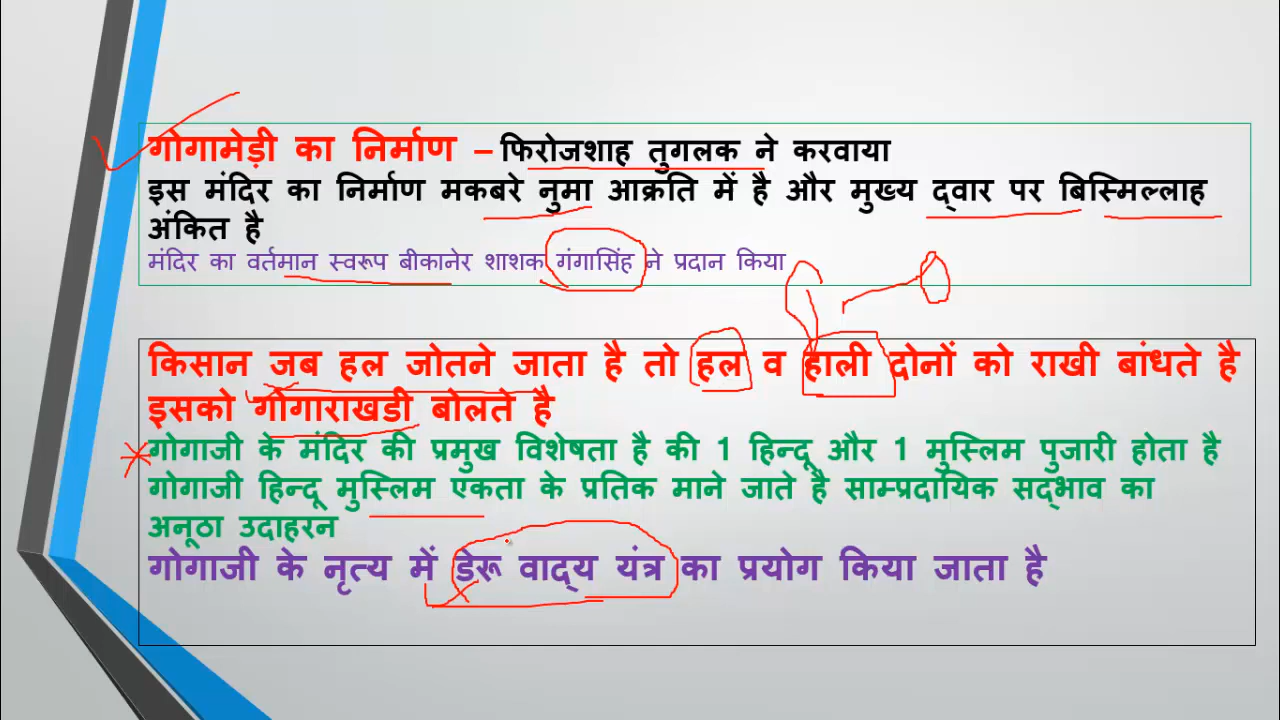 गोगामेड़ी का निर्माण – फिरोजशाह तुगलक ने करवाया
इस मंदिर का निर्माण मकबरे नुमा आक्रति में है और मुख्य द्वार पर बिस्मिल्लाह
अंकित है
मंदिर का वर्तमान स्वरूप बीकानेर शाशक गंगासिंह ने प्रदान किया
किसान जब हल जोतने जाता है तो हल व हाली दोनों को राखी बांधते है
इसको गोगाराखडी बोलते है
गोगाजी के मंदिर की प्रमुख विशेषता है की 1 हिन्दू और 1 मुस्लिम पुजारी होता है
गोगाजी हिन्दू मुस्लिम एकता के प्रतिक माने जाते है साम्प्रदायिक सद्भाव का
अनूठा उदाहरन
गोगाजी के नृत्य में डेरू वाद्य यंत्र का प्रयोग किया जाता है